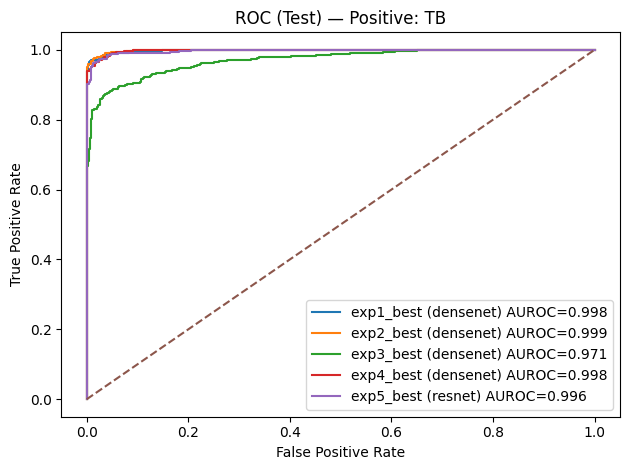 ROC (Test) — Positive: TB
True Positive Rate
1.0
0.8
0.6
0.4
0.2
0.0
exp1_best (densenet) AUROC=0.998
exp2_best (densenet) AUROC=0.999
exp3_best (densenet) AUROC=0.971
exp4_best (densenet) AUROC=0.998
exp5_best (resnet) AUROC=0.996
0.0 0.2 0.4 0.6 0.8 1.0
False Positive Rate